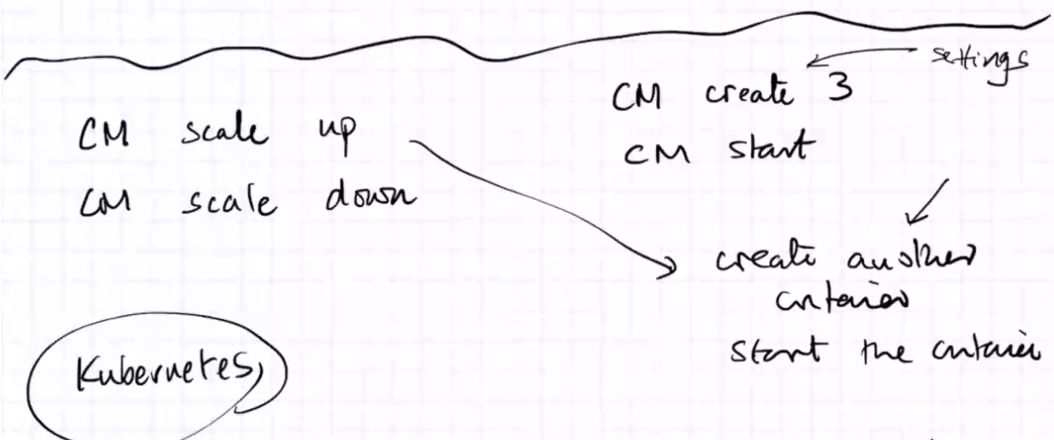 settings
CM create 3
CM start
CM scale up
CM scale down
create another
container
start the container
Kubernetes